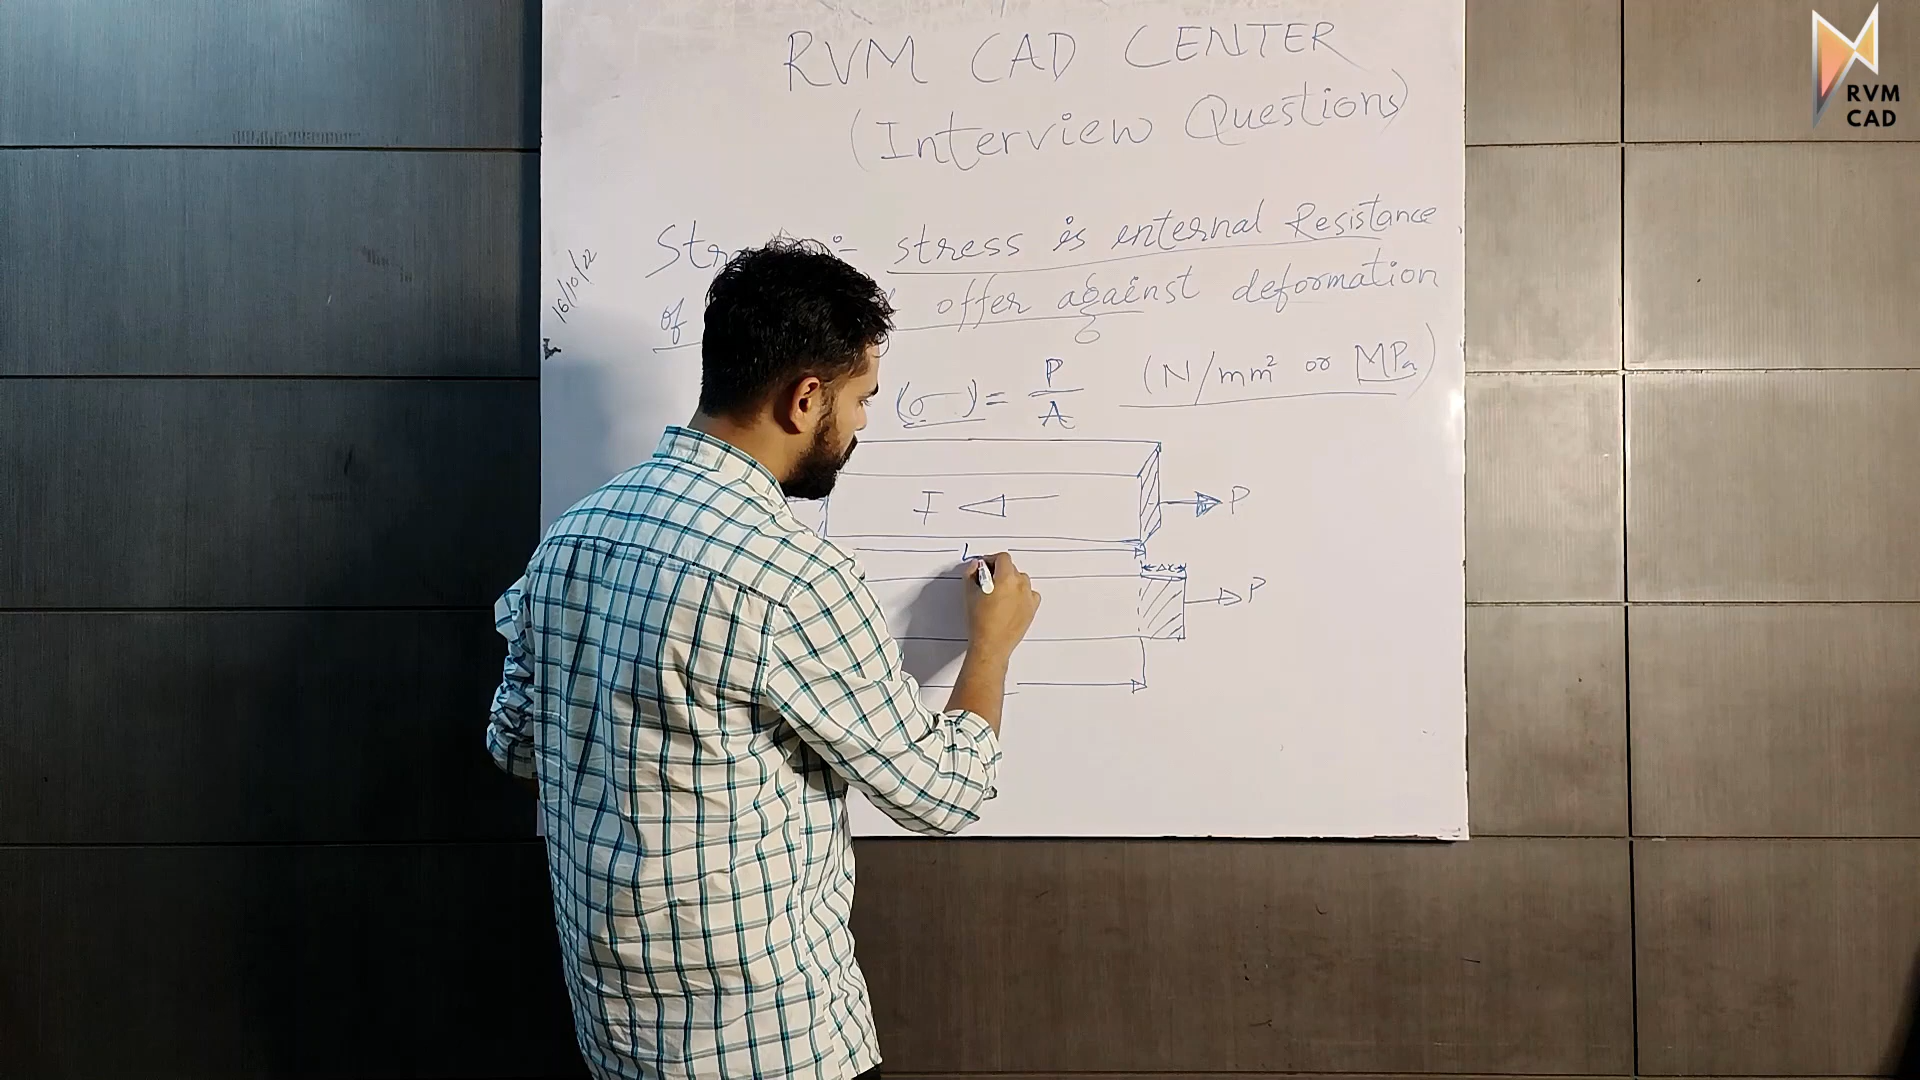 RVM CAD CENTER
(Interview Questions)
RVM
CAD
16/10/22
stress is internal Resistance
of offer against deformation
(σ) = P
A
(N/mm² or MPa)
I
P
L
Δx
P